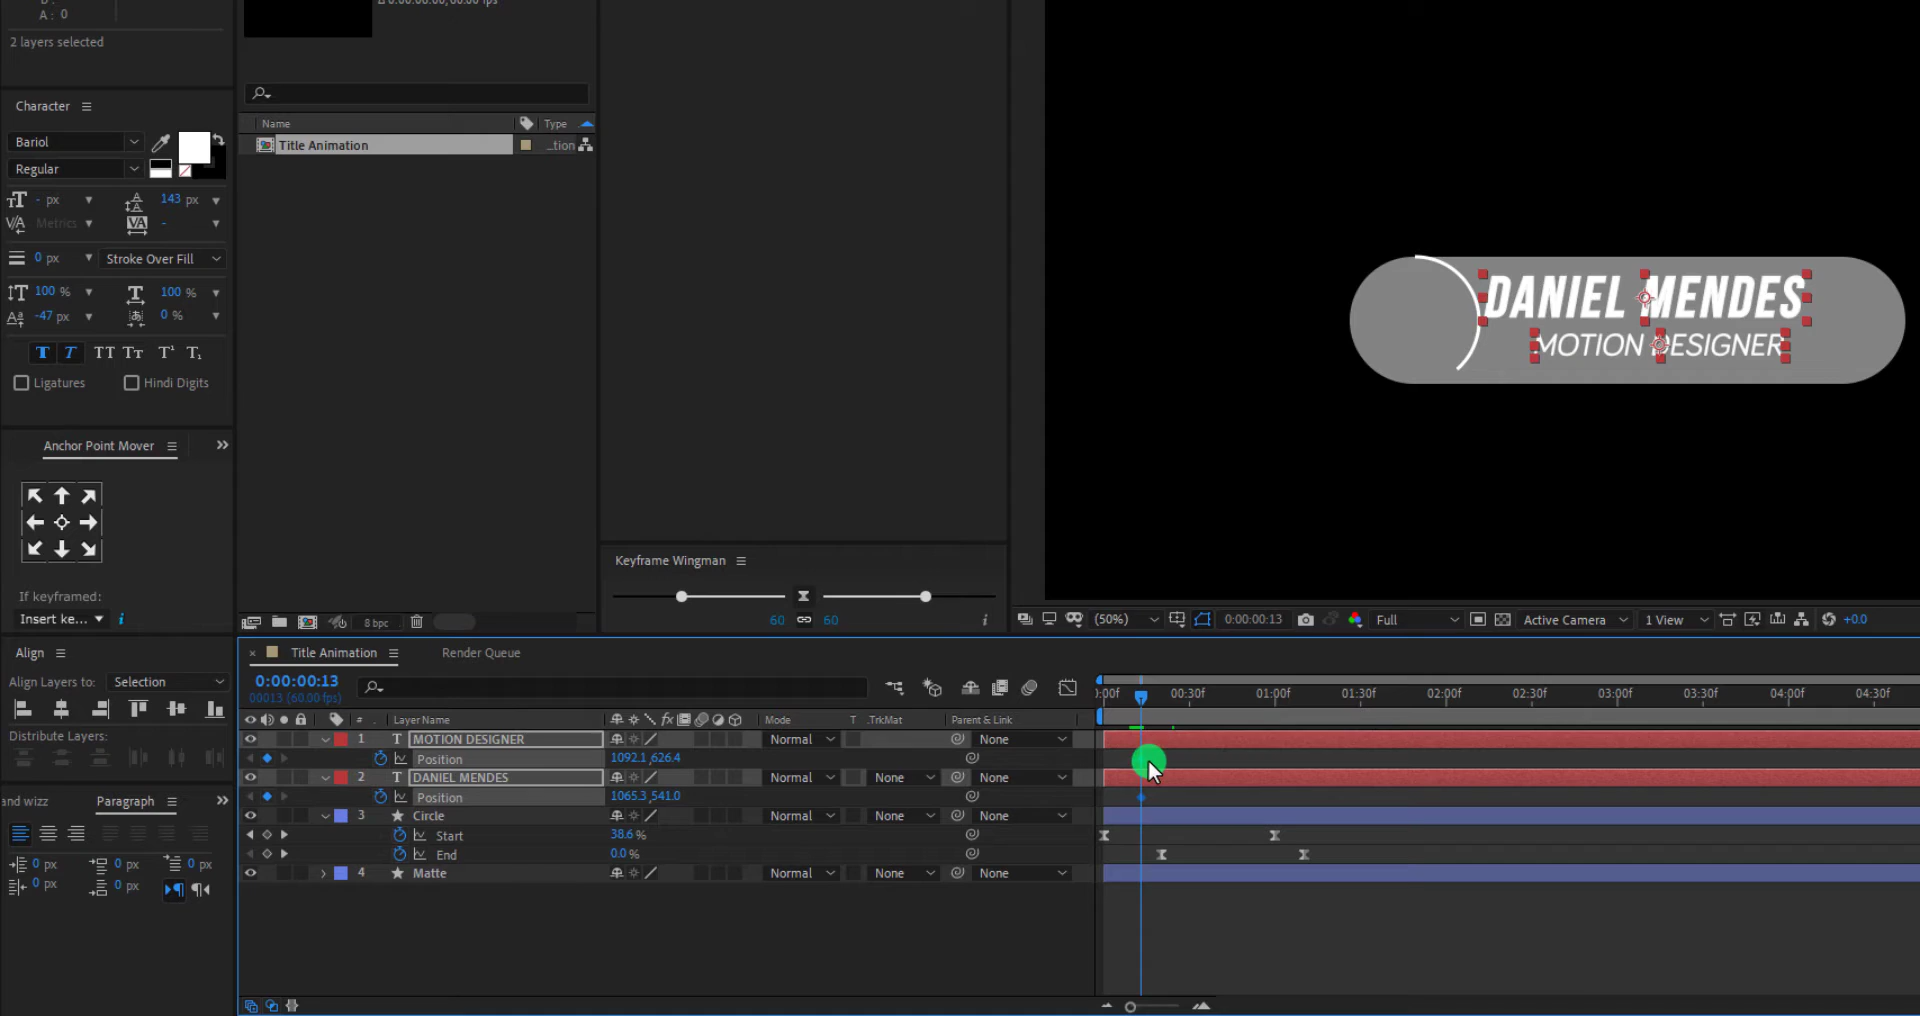 A : 0
2 layers selected
Character
Bariol
Regular
- px
143 px
Metrics
-
0 px
Stroke Over Fill
100 %
100 %
-47 px
0 %
T T TT Tт T¹ T₁
Ligatures
Hindi Digits
Anchor Point Mover
If keyframed:
Insert ke...
Align
Align Layers to:
Selection
Distribute Layers:
and wizz
Paragraph
0 px
0 px
0 px
0 px
0 px
Name
Type
Title Animation
..tion
8 bpc
Keyframe Wingman
60
60
DANIEL MENDES
MOTION DESIGNER
(50%)
0:00:00:13
Full
Active Camera
1 View
+0.0
Title Animation
Render Queue
0:00:00:13
00013 (60.00 fps)
:00f
00:30f
01:00f
01:30f
02:00f
02:30f
03:00f
03:30f
04:00f
04:30f
#
Layer Name
fx
Mode
T
.TrkMat
Parent & Link
1 T MOTION DESIGNER
Normal
None
Position
1092.1,626.4
2 T DANIEL MENDES
Normal
None
None
Position
1065.3,541.0
3 Circle
Normal
None
None
Start
38.6 %
End
0.0 %
4 Matte
Normal
None
None